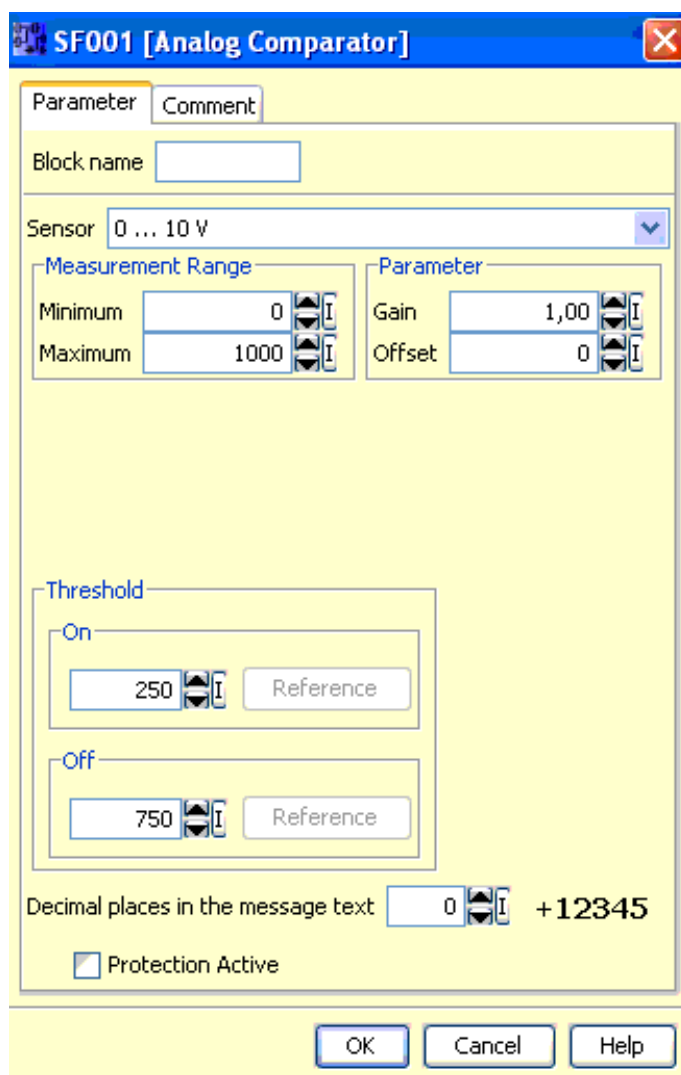 SF001 [Analog Comparator]
Parameter Comment
Block name
Sensor 0 ... 10 V
Measurement Range Parameter
Minimum 0 I Gain 1,00 I
Maximum 1000 I Offset 0 I
Threshold
On
250 I Reference
Off
750 I Reference
Decimal places in the message text 0 I +12345
Protection Active
OK Cancel Help